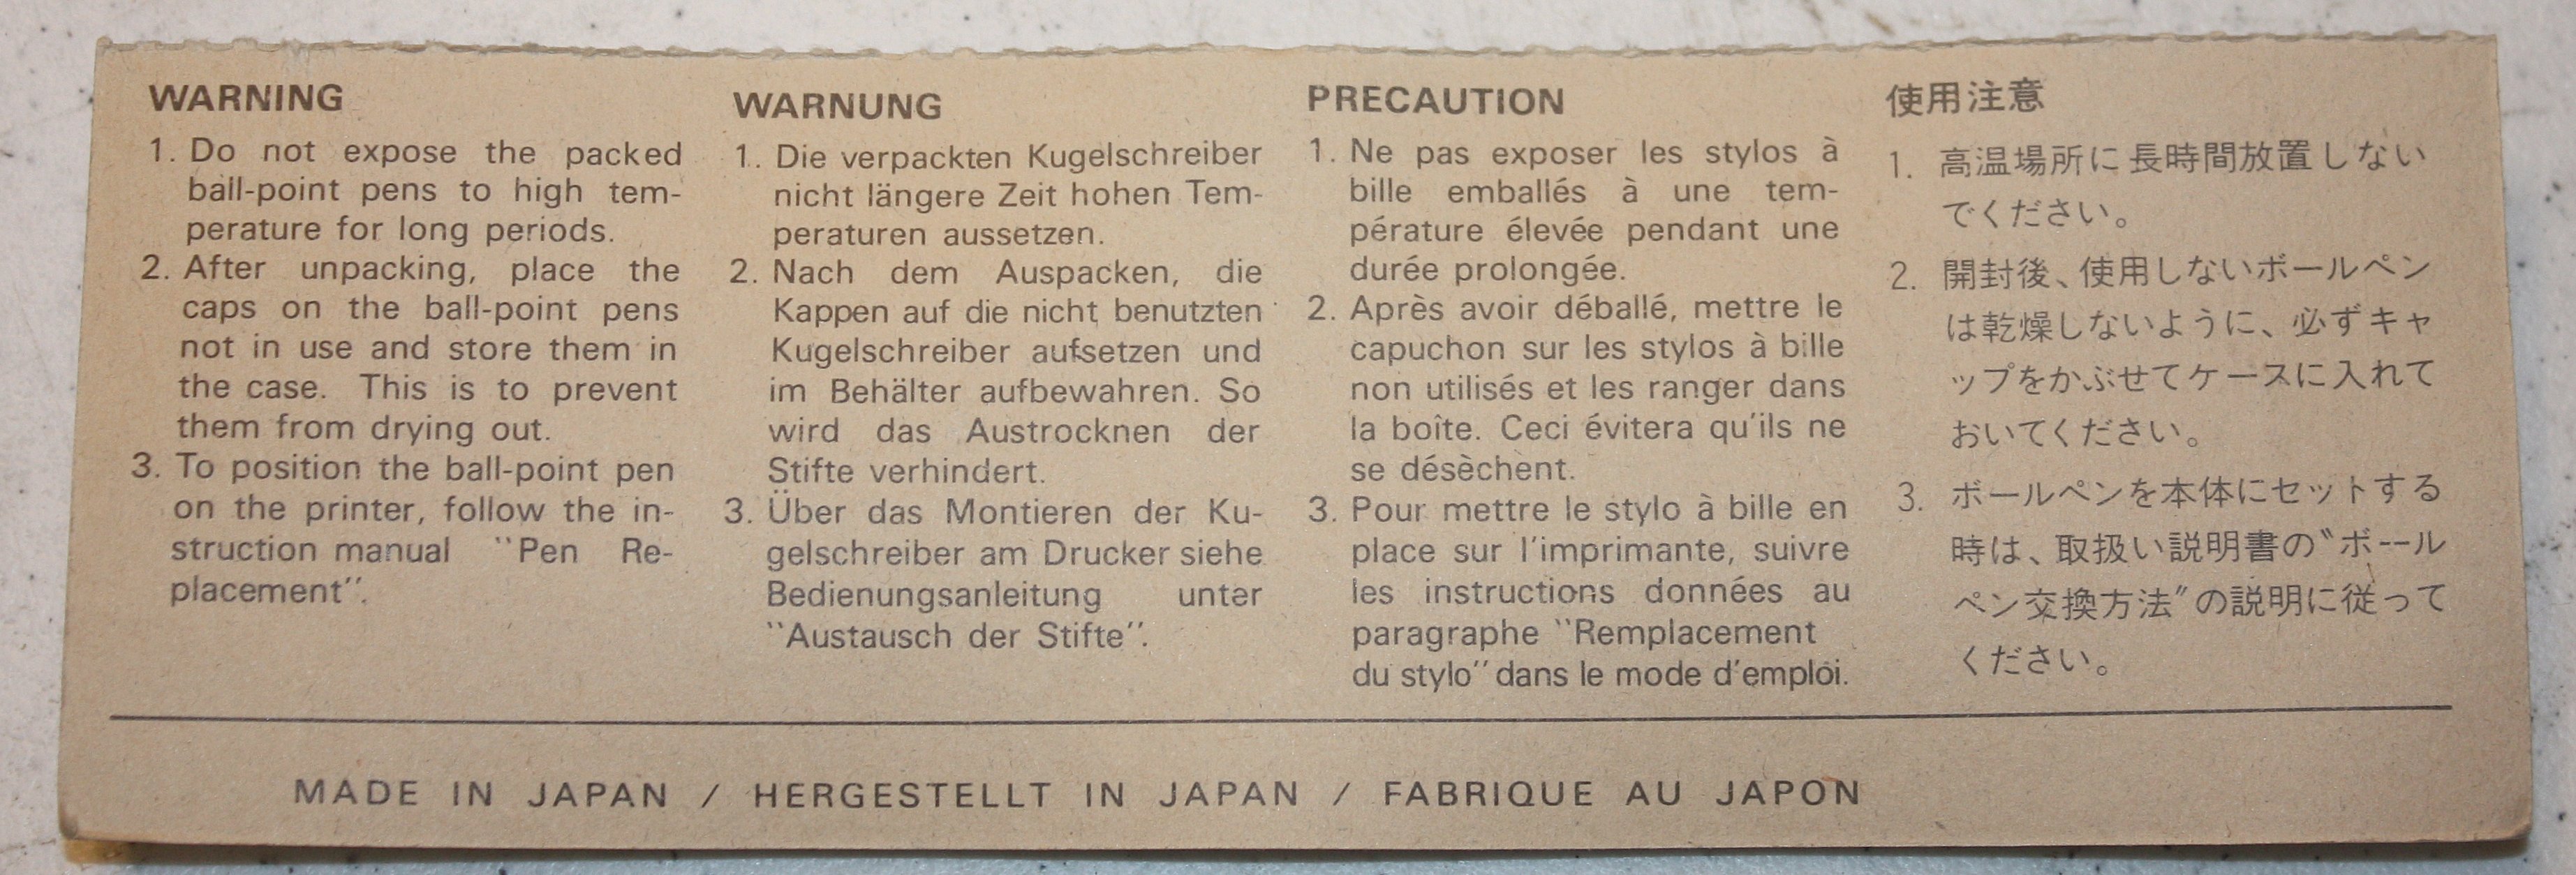 WARNING
1. Do not expose the packed
ball-point pens to high tem-
perature for long periods.
2. After unpacking, place the
caps on the ball-point pens
not in use and store them in
the case. This is to prevent
them from drying out.
3. To position the ball-point pen
on the printer, follow the in-
struction manual "Pen Re-
placement".
WARNUNG
1. Die verpackten Kugelschreiber
nicht längere Zeit hohen Tem-
peraturen aussetzen.
2. Nach dem Auspacken, die
Kappen auf die nicht benutzten
Kugelschreiber aufsetzen und
im Behälter aufbewahren. So
wird das Austrocknen der
Stifte verhindert.
3. Über das Montieren der Ku-
gelschreiber am Drucker siehe
Bedienungsanleitung unter
"Austausch der Stifte".
PRECAUTION
1. Ne pas exposer les stylos à
bille emballés à une tem-
pérature élevée pendant une
durée prolongée.
2. Après avoir déballé, mettre le
capuchon sur les stylos à bille
non utilisés et les ranger dans
la boîte. Ceci évitera qu'ils ne
se désèchent.
3. Pour mettre le stylo à bille en
place sur l'imprimante, suivre
les instructions données au
paragraphe "Remplacement
du stylo" dans le mode d'emploi.
使用注意
1. 高温場所に長時間放置しない
でください。
2. 開封後、使用しないボールペン
は乾燥しないように、必ずキャ
ップをかぶせてケースに入れて
おいてください。
3. ボールペンを本体にセットする
時は、取扱い説明書の〝ボール
ペン交換方法〞の説明に従って
ください。
MADE IN JAPAN / HERGESTELLT IN JAPAN / FABRIQUE AU JAPON